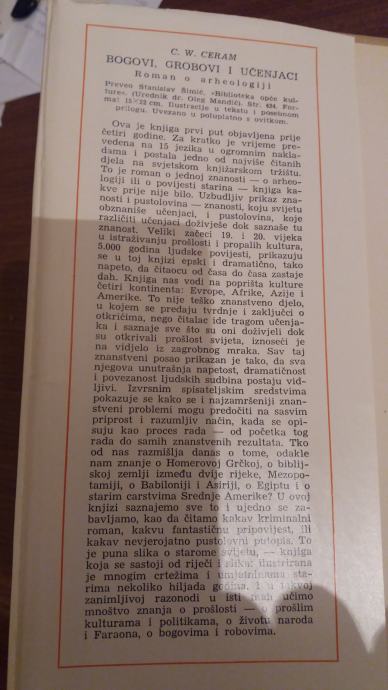 C. W. CERAM
BOGOVI, GROBOVI I UČENJACI
Roman o arheologiji
Preveo Stanislav Šimić, »Biblioteka opće kul-
ture«. (Urednik dr. Oleg Mandić). Str. 424. For-
mat 15×22 cm. Ilustracije u tekstu i posebnom
prilogu. Uvezano u poluplatno s ovitkom.
Ova je knjiga prvi put objavljena prije
četiri godine. Za kratko je vrijeme pre-
vedena na 15 jezika u ogromnim nakla-
dama i postala jedno od najviše čitanih
djela na svjetskom knjižarskom tržištu.
To je roman o jednoj znanosti — o arheo-
logiji ili o povijesti starina — knjiga ka-
kve prije nije bilo. Uzbudljiv prikaz zna-
nosti i pustolovina — znanosti, koju svijetu
obznaniše učenjaci, i pustolovine, koje
različiti učenjaci doživješe dok saznaše tu
znanost. Veliki začeci 19. i 20. vijeka
u istraživanju prošlosti i propalih kultura,
5.000 godina ljudske povijesti, prikazuju
se u toj knjizi epski i dramatično, tako
napeto, da čitaocu od časa do časa zastaje
dah. Knjiga nas vodi na poprišta kulture
četiri kontinenta: Evrope, Afrike, Azije i
Amerike. To nije teško znanstveno djelo,
u kojem se predaju tvrdnje i zaključci o
otkrićima, nego čitalac ide tragom učenja-
ka i saznaje sve što su oni doživjeli dok
su otkrivali prošlost svijeta, iznoseći je
na vidjelo iz zagrobnog mraka. Sav taj
znanstveni posao prikazan je tako, da sva
njegova unutrašnja napetost, dramatičnost
i povezanost ljudskih sudbina postaju vid-
ljivi. Izvrsnim spisateljskim sredstvima
pokazuje se kako se i najzamršeniji znan-
stveni problemi mogu predočiti na sasvim
priprost i razumljiv način, kada se opi-
suju kao proces rada — od početka tog
rada do samih znanstvenih rezultata. Tko
od nas razmišlja danas o tome, odakle
nam znanje o Homerovoj Grčkoj, o biblij-
skoj zemlji između dvije rijeke, Mezopo-
tamiji, o Babiloniji i Asiriji, o Egiptu i o
starim carstvima Srednje Amerike? U ovoj
knjizi saznajemo sve to i ujedno se za-
bavljamo, kao da čitamo kakav kriminalni
roman, kakvu fantastičnu pripovijest, ili
kakav nevjerojatno pustolovni putopis. To
je puna slika o starome svijetu, — knjiga
koja se sastoji od riječi i slika: ilustrirana
je mnogim crtežima i umjetninama sta-
rima nekoliko hiljada godina. I u takvoj
zanimljivoj razonodi u isti mah učimo
mnoštvo znanja o prošlosti — o prošlim
kulturama i politikama, o životu naroda
i Faraona, o bogovima i robovima.